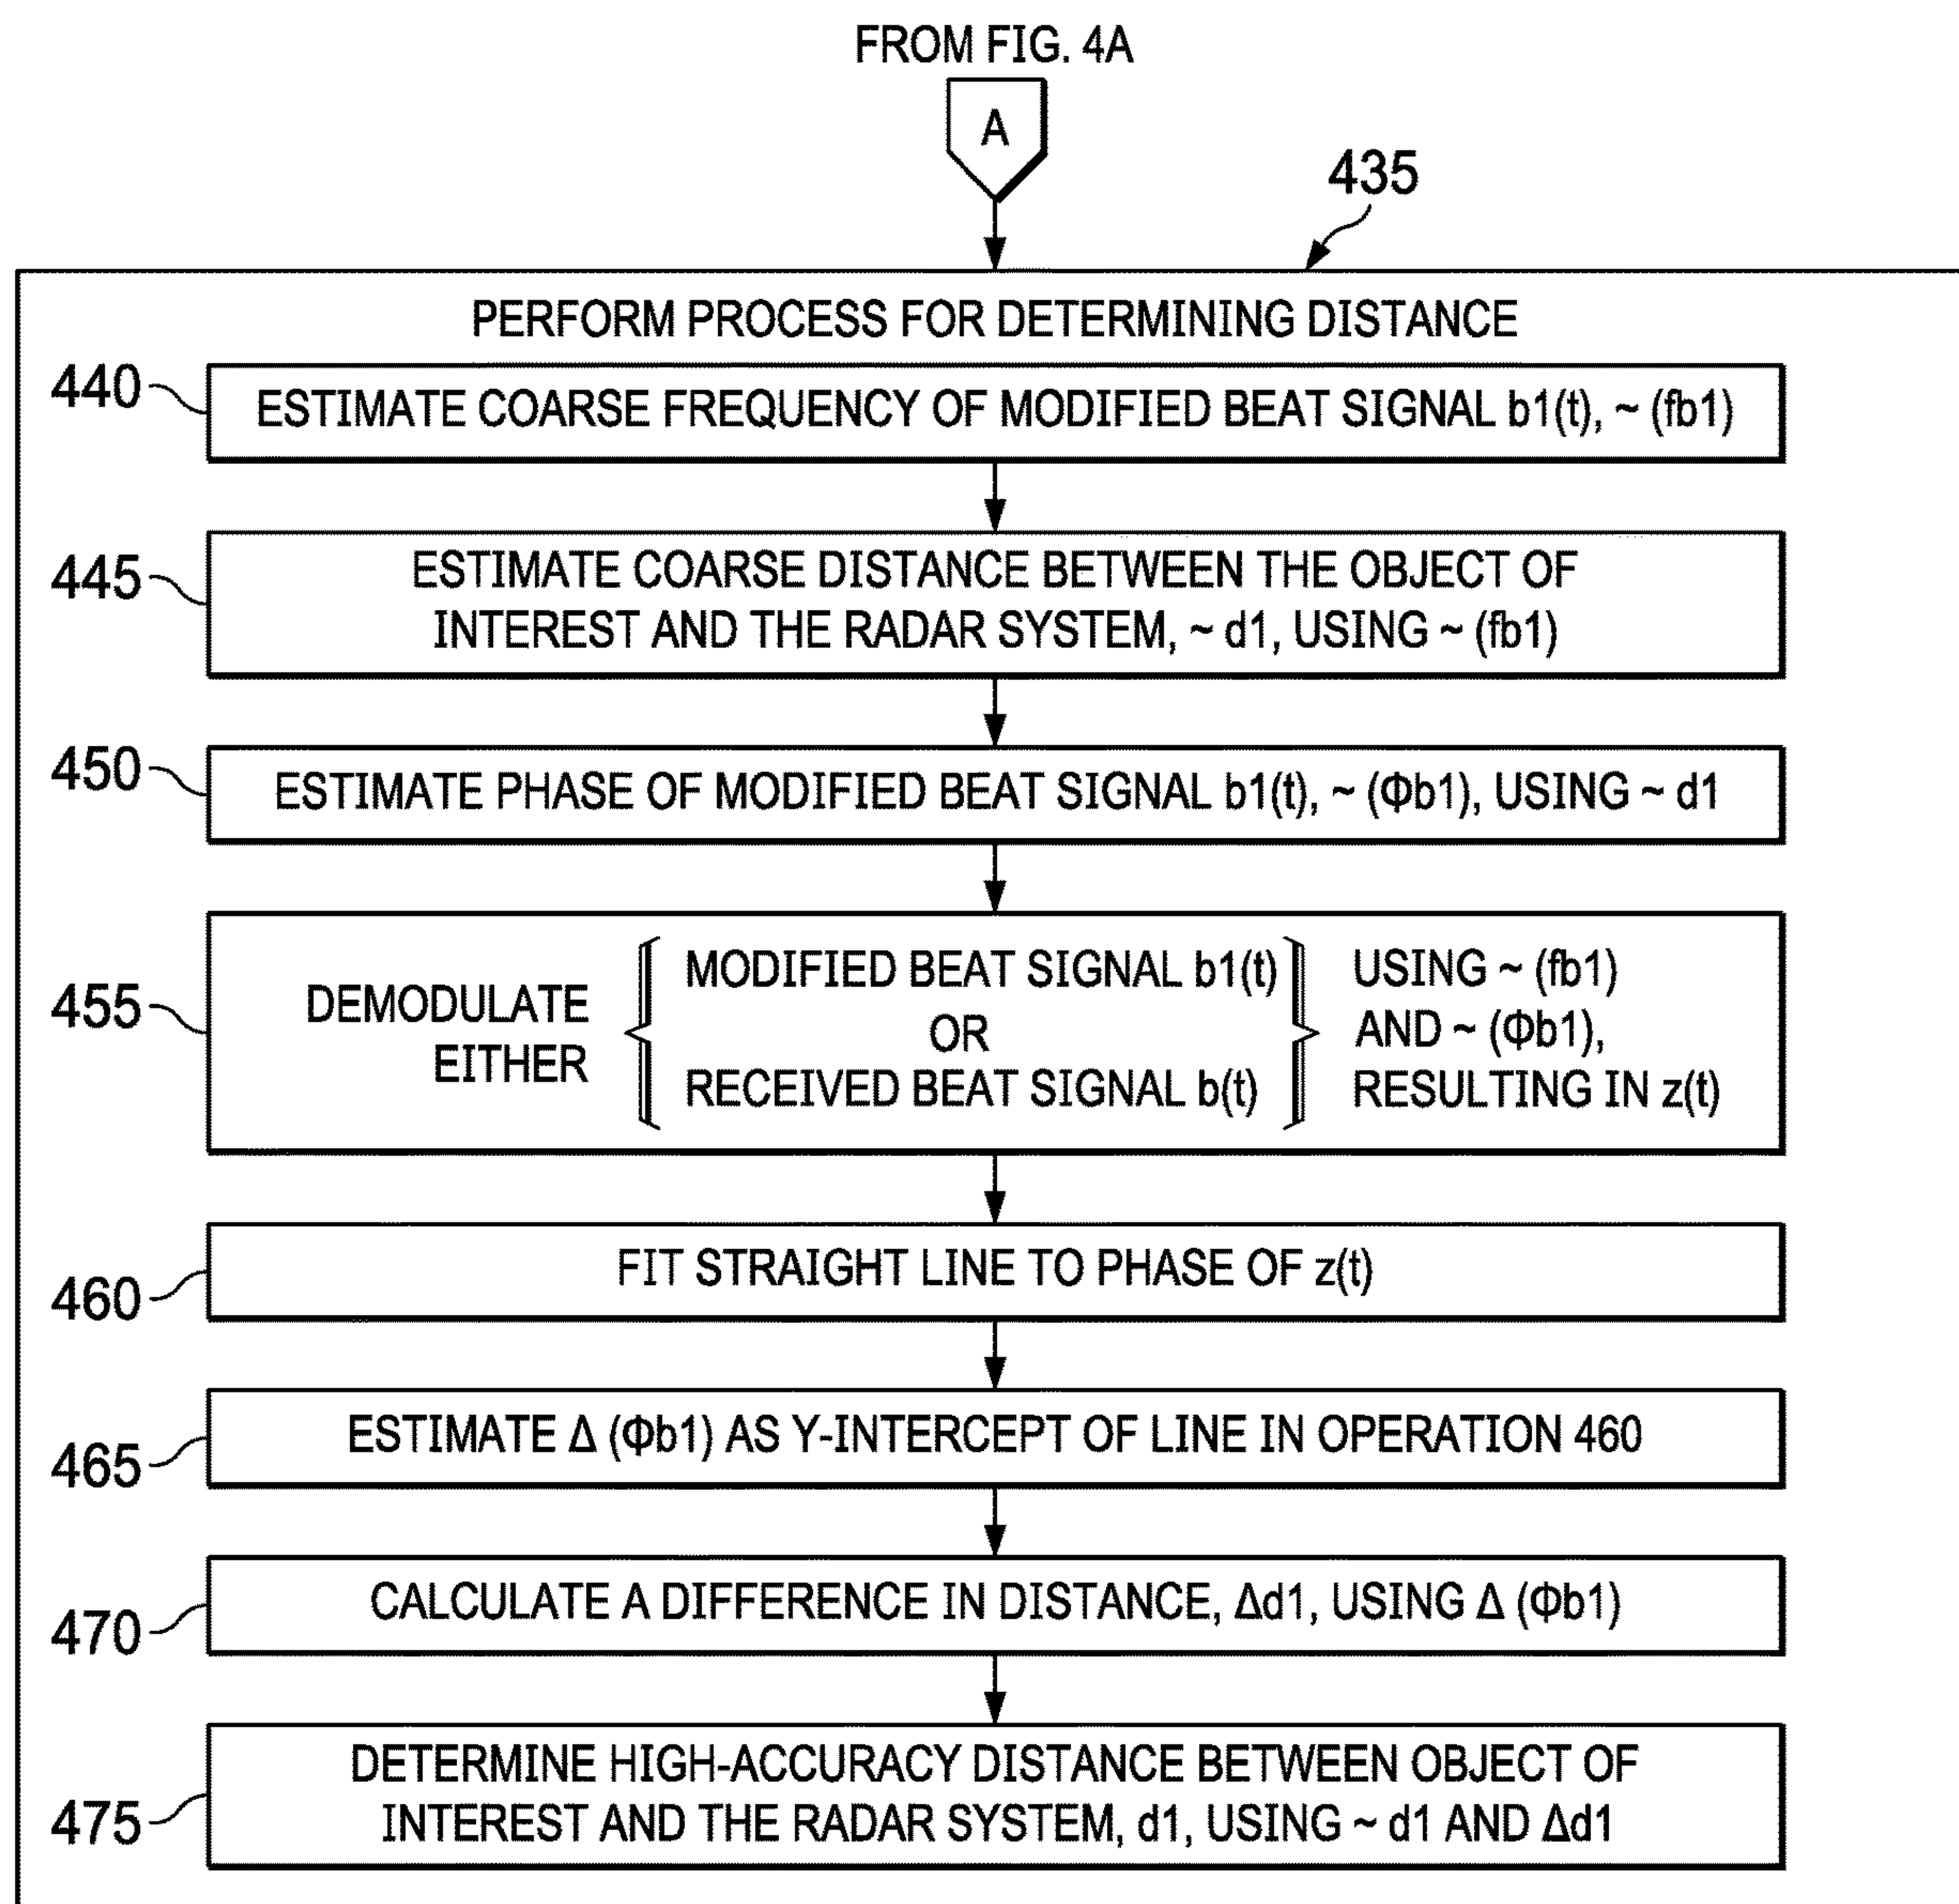 FROM FIG. 4A
A
435
PERFORM PROCESS FOR DETERMINING DISTANCE
440
ESTIMATE COARSE FREQUENCY OF MODIFIED BEAT SIGNAL b1(t), ~ (fb1)
445
ESTIMATE COARSE DISTANCE BETWEEN THE OBJECT OF
INTEREST AND THE RADAR SYSTEM, ~ d1, USING ~ (fb1)
450
ESTIMATE PHASE OF MODIFIED BEAT SIGNAL b1(t), ~ (Φb1), USING ~ d1
455
DEMODULATE
EITHER
MODIFIED BEAT SIGNAL b1(t)
OR
RECEIVED BEAT SIGNAL b(t)
USING ~ (fb1)
AND ~ (Φb1),
RESULTING IN z(t)
460
FIT STRAIGHT LINE TO PHASE OF z(t)
465
ESTIMATE Δ (Φb1) AS Y-INTERCEPT OF LINE IN OPERATION 460
470
CALCULATE A DIFFERENCE IN DISTANCE, Δd1, USING Δ (Φb1)
475
DETERMINE HIGH-ACCURACY DISTANCE BETWEEN OBJECT OF
INTEREST AND THE RADAR SYSTEM, d1, USING ~ d1 AND Δd1